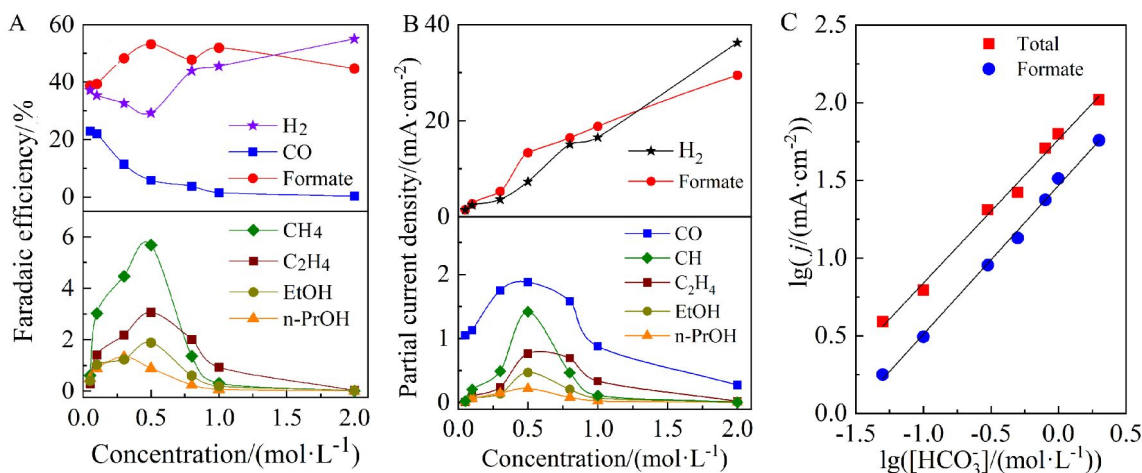 A
Faradaic efficiency/%
60
40
20
0
H2
CO
Formate
6
4
2
0
CH4
C2H4
EtOH
n-PrOH
0.0 0.5 1.0 1.5 2.0
Concentration/(mol·L-1)
B
Partial current density/(mA·cm-2)
40
20
0
H2
Formate
2
1
0
CO
CH
C2H4
EtOH
n-PrOH
0.0 0.5 1.0 1.5 2.0
Concentration/(mol·L-1)
C
lg(j/(mA·cm-2))
2.5
2.0
1.5
1.0
0.5
0.0
Total
Formate
-1.5 -1.0 -0.5 0.0 0.5
lg([HCO3-]/(mol·L-1))